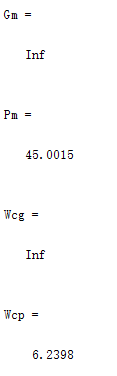 Gm =
Inf
Pm =
45.0015
Wcg =
Inf
Wcp =
6.2398